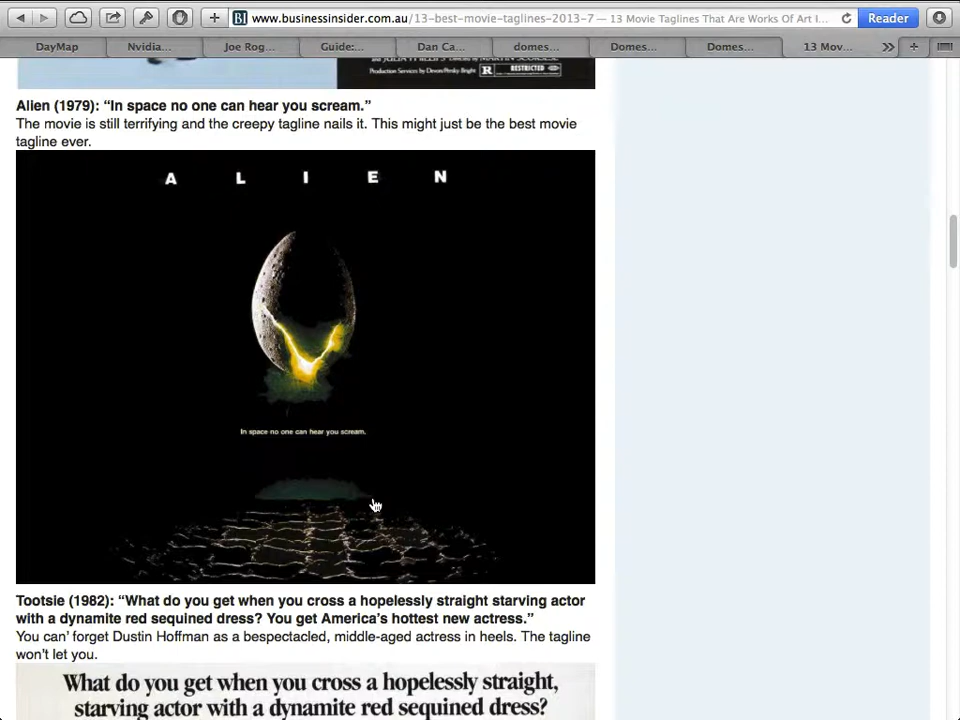 www.businessinsider.com.au/13-best-movie-taglines-2013-7 — 13 Movie Taglines That Are Works Of Art I...
Reader
DayMap Nvidia... Joe Rog... Guide:... Dan Ca... domes... Domes... Domes... 13 Mov...
Production Services by Devon/Persky-Bright R RESTRICTED
Alien (1979): “In space no one can hear you scream.”
The movie is still terrifying and the creepy tagline nails it. This might just be the best movie
tagline ever.
A L I E N
In space no one can hear you scream.
Tootsie (1982): “What do you get when you cross a hopelessly straight starving actor
with a dynamite red sequined dress? You get America’s hottest new actress.”
You can’ forget Dustin Hoffman as a bespectacled, middle-aged actress in heels. The tagline
won’t let you.
What do you get when you cross a hopelessly straight,
starving actor with a dynamite red sequined dress?